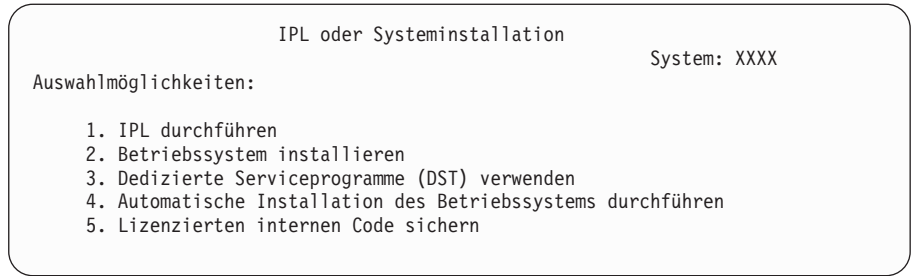 IPL oder Systeminstallation
System: XXXX
Auswahlmöglichkeiten:
1. IPL durchführen
2. Betriebssystem installieren
3. Dedizierte Serviceprogramme (DST) verwenden
4. Automatische Installation des Betriebssystems durchführen
5. Lizenzierten internen Code sichern